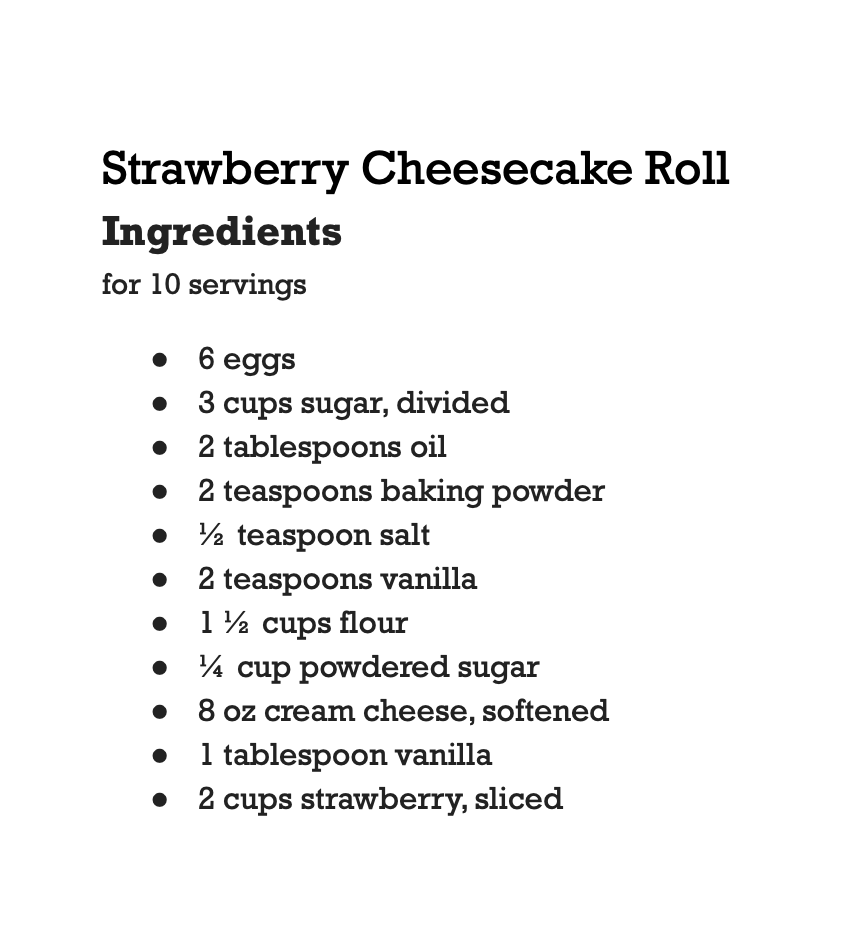 Strawberry Cheesecake Roll
Ingredients
for 10 servings
● 6 eggs
● 3 cups sugar, divided
● 2 tablespoons oil
● 2 teaspoons baking powder
● ½ teaspoon salt
● 2 teaspoons vanilla
● 1 ½ cups flour
● ¼ cup powdered sugar
● 8 oz cream cheese, softened
● 1 tablespoon vanilla
● 2 cups strawberry, sliced